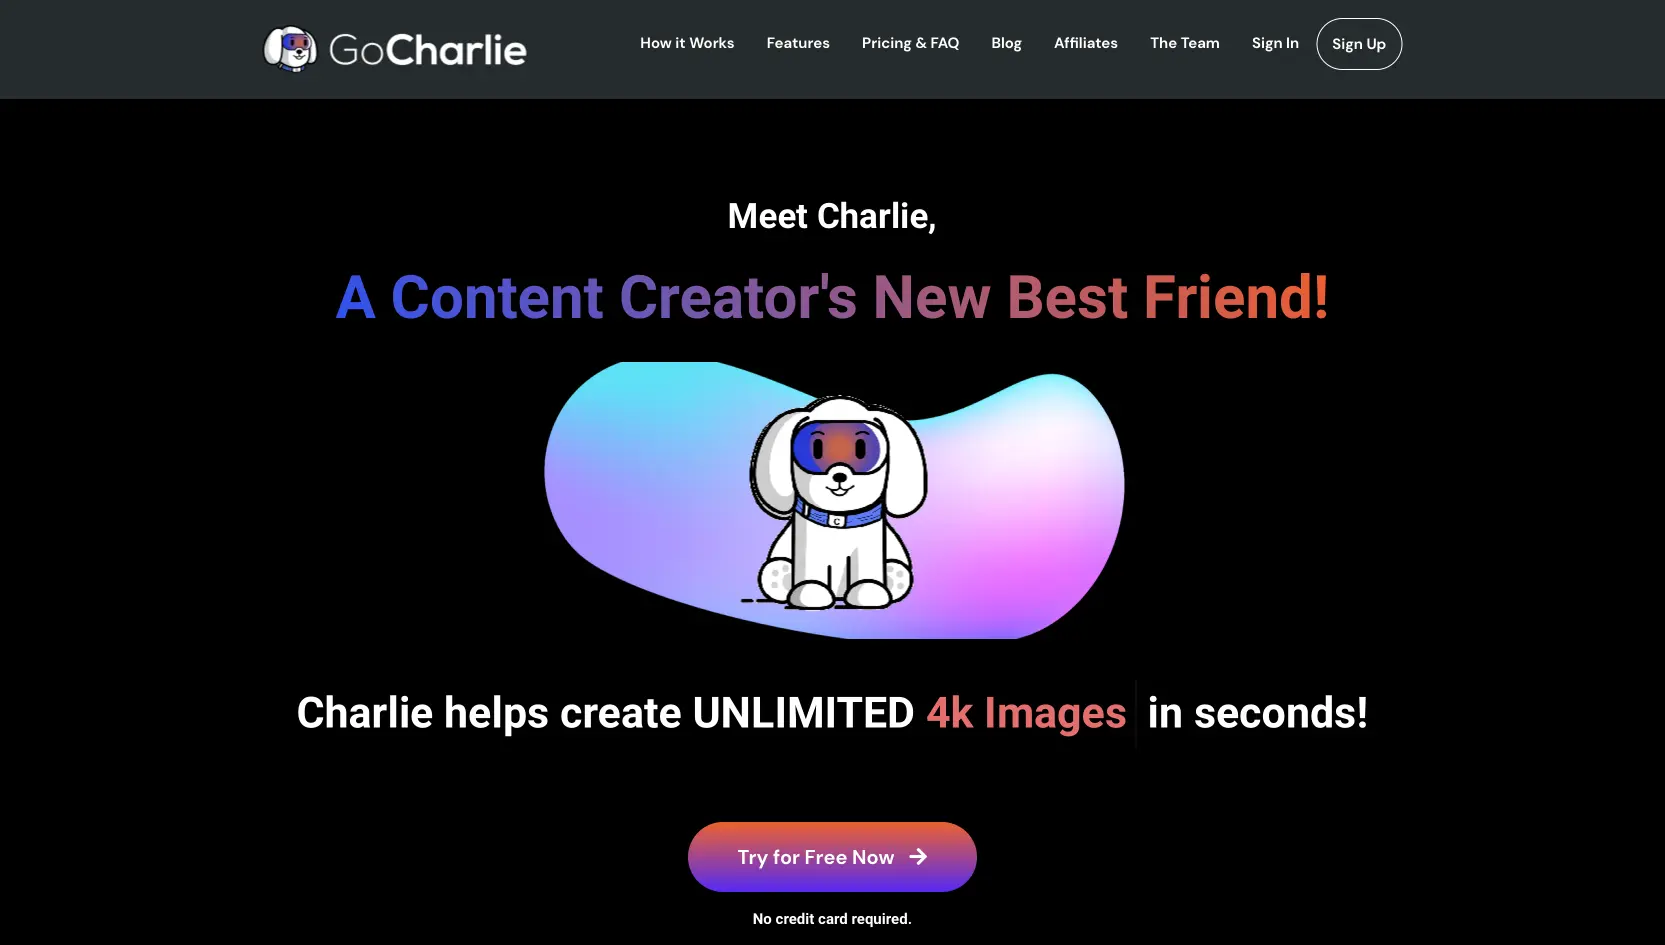 GoCharlie
How it Works
Features
Pricing & FAQ
Blog
Affiliates
The Team
Sign In
Sign Up
Meet Charlie,
A Content Creator's New Best Friend!
C
Charlie helps create UNLIMITED 4k Images in seconds!
Try for Free Now
No credit card required.